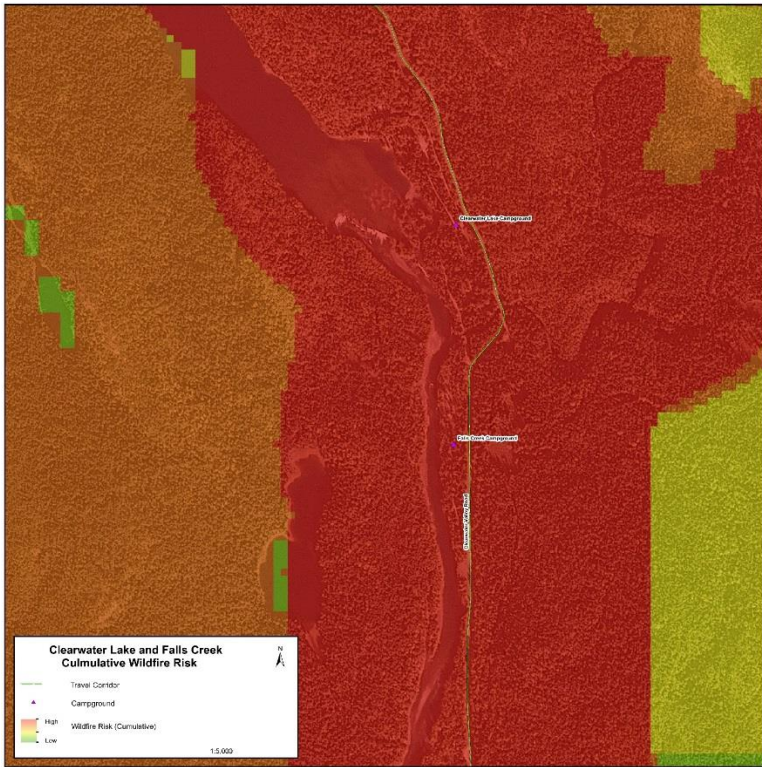 Clearwater Lake Campground
Falls Creek Campground
Clearwater Valley Road
Clearwater Lake and Falls Creek
Culmulative Wildfire Risk
N
Travel Corridor
Campground
High
Wildfire Risk (Cumulative)
Low
1:5,000